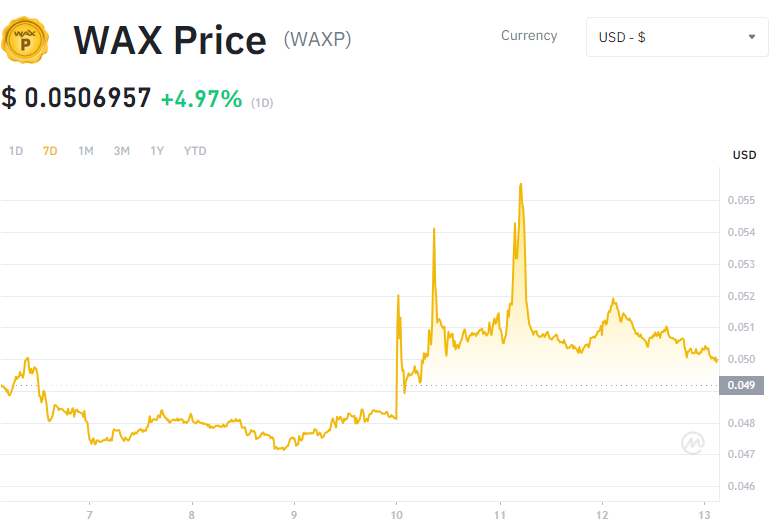 WAX P
WAX Price (WAXP)
Currency
USD - $
$ 0.0506957 +4.97% (1D)
1D 7D 1M 3M 1Y YTD
USD
0.055
0.054
0.053
0.052
0.051
0.050
0.049
0.048
0.047
0.046
7 8 9 10 11 12 13